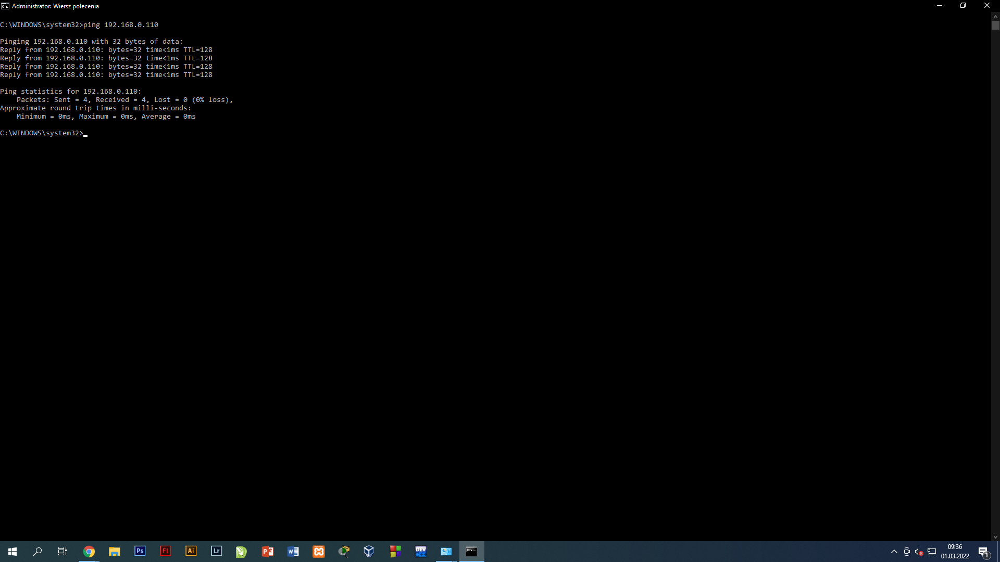 Administrator: Wiersz polecenia
C:\WINDOWS\system32>ping 192.168.0.110
Pinging 192.168.0.110 with 32 bytes of data:
Reply from 192.168.0.110: bytes=32 time<1ms TTL=128
Reply from 192.168.0.110: bytes=32 time<1ms TTL=128
Reply from 192.168.0.110: bytes=32 time<1ms TTL=128
Reply from 192.168.0.110: bytes=32 time<1ms TTL=128
Ping statistics for 192.168.0.110:
    Packets: Sent = 4, Received = 4, Lost = 0 (0% loss),
Approximate round trip times in milli-seconds:
    Minimum = 0ms, Maximum = 0ms, Average = 0ms
C:\WINDOWS\system32>
Ps Fl Ai Lr P W DEV C++ C:\.
09:36
01.03.2022
1